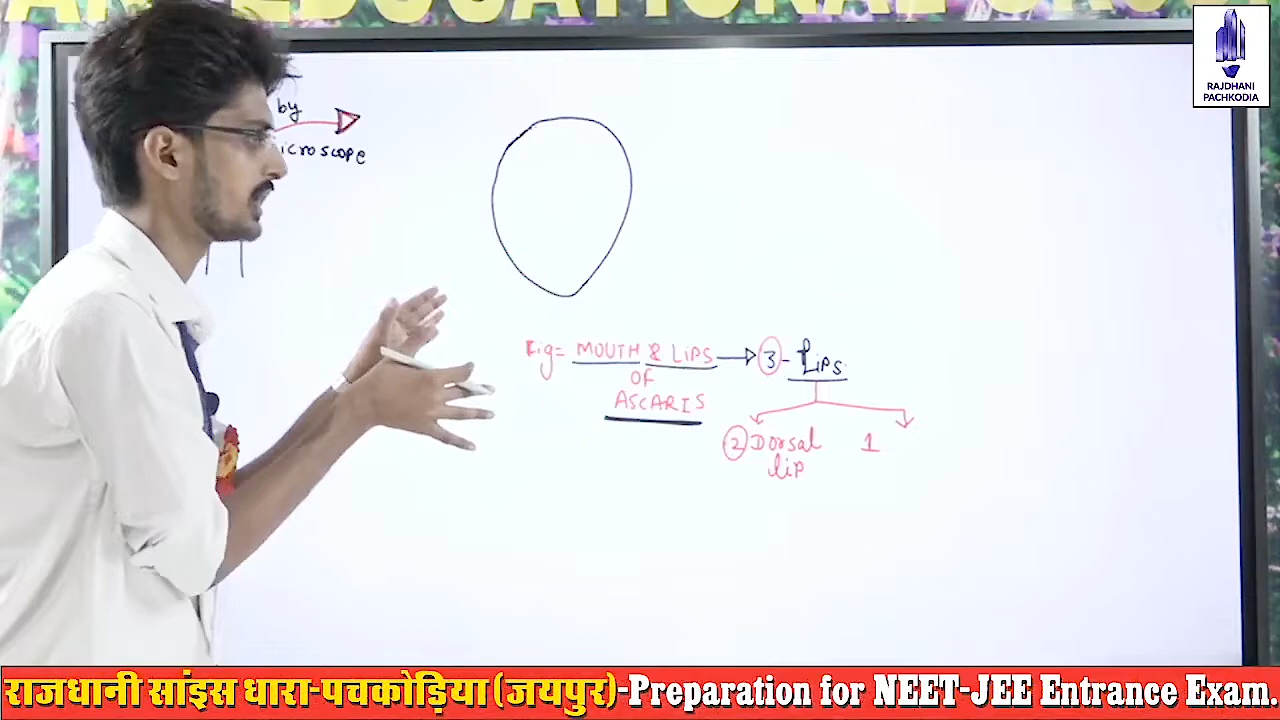 EDUCATIONAL
RAJDHANI
PACHKODIA
by
icroscope
Fig= MOUTH & LIPS → 3 - LIPS
OF
ASCARIS
2 Dorsal 1
lip
राजधानी सांइस धारा-पचकोड़िया (जयपुर)-Preparation for NEET-JEE Entrance Exam.